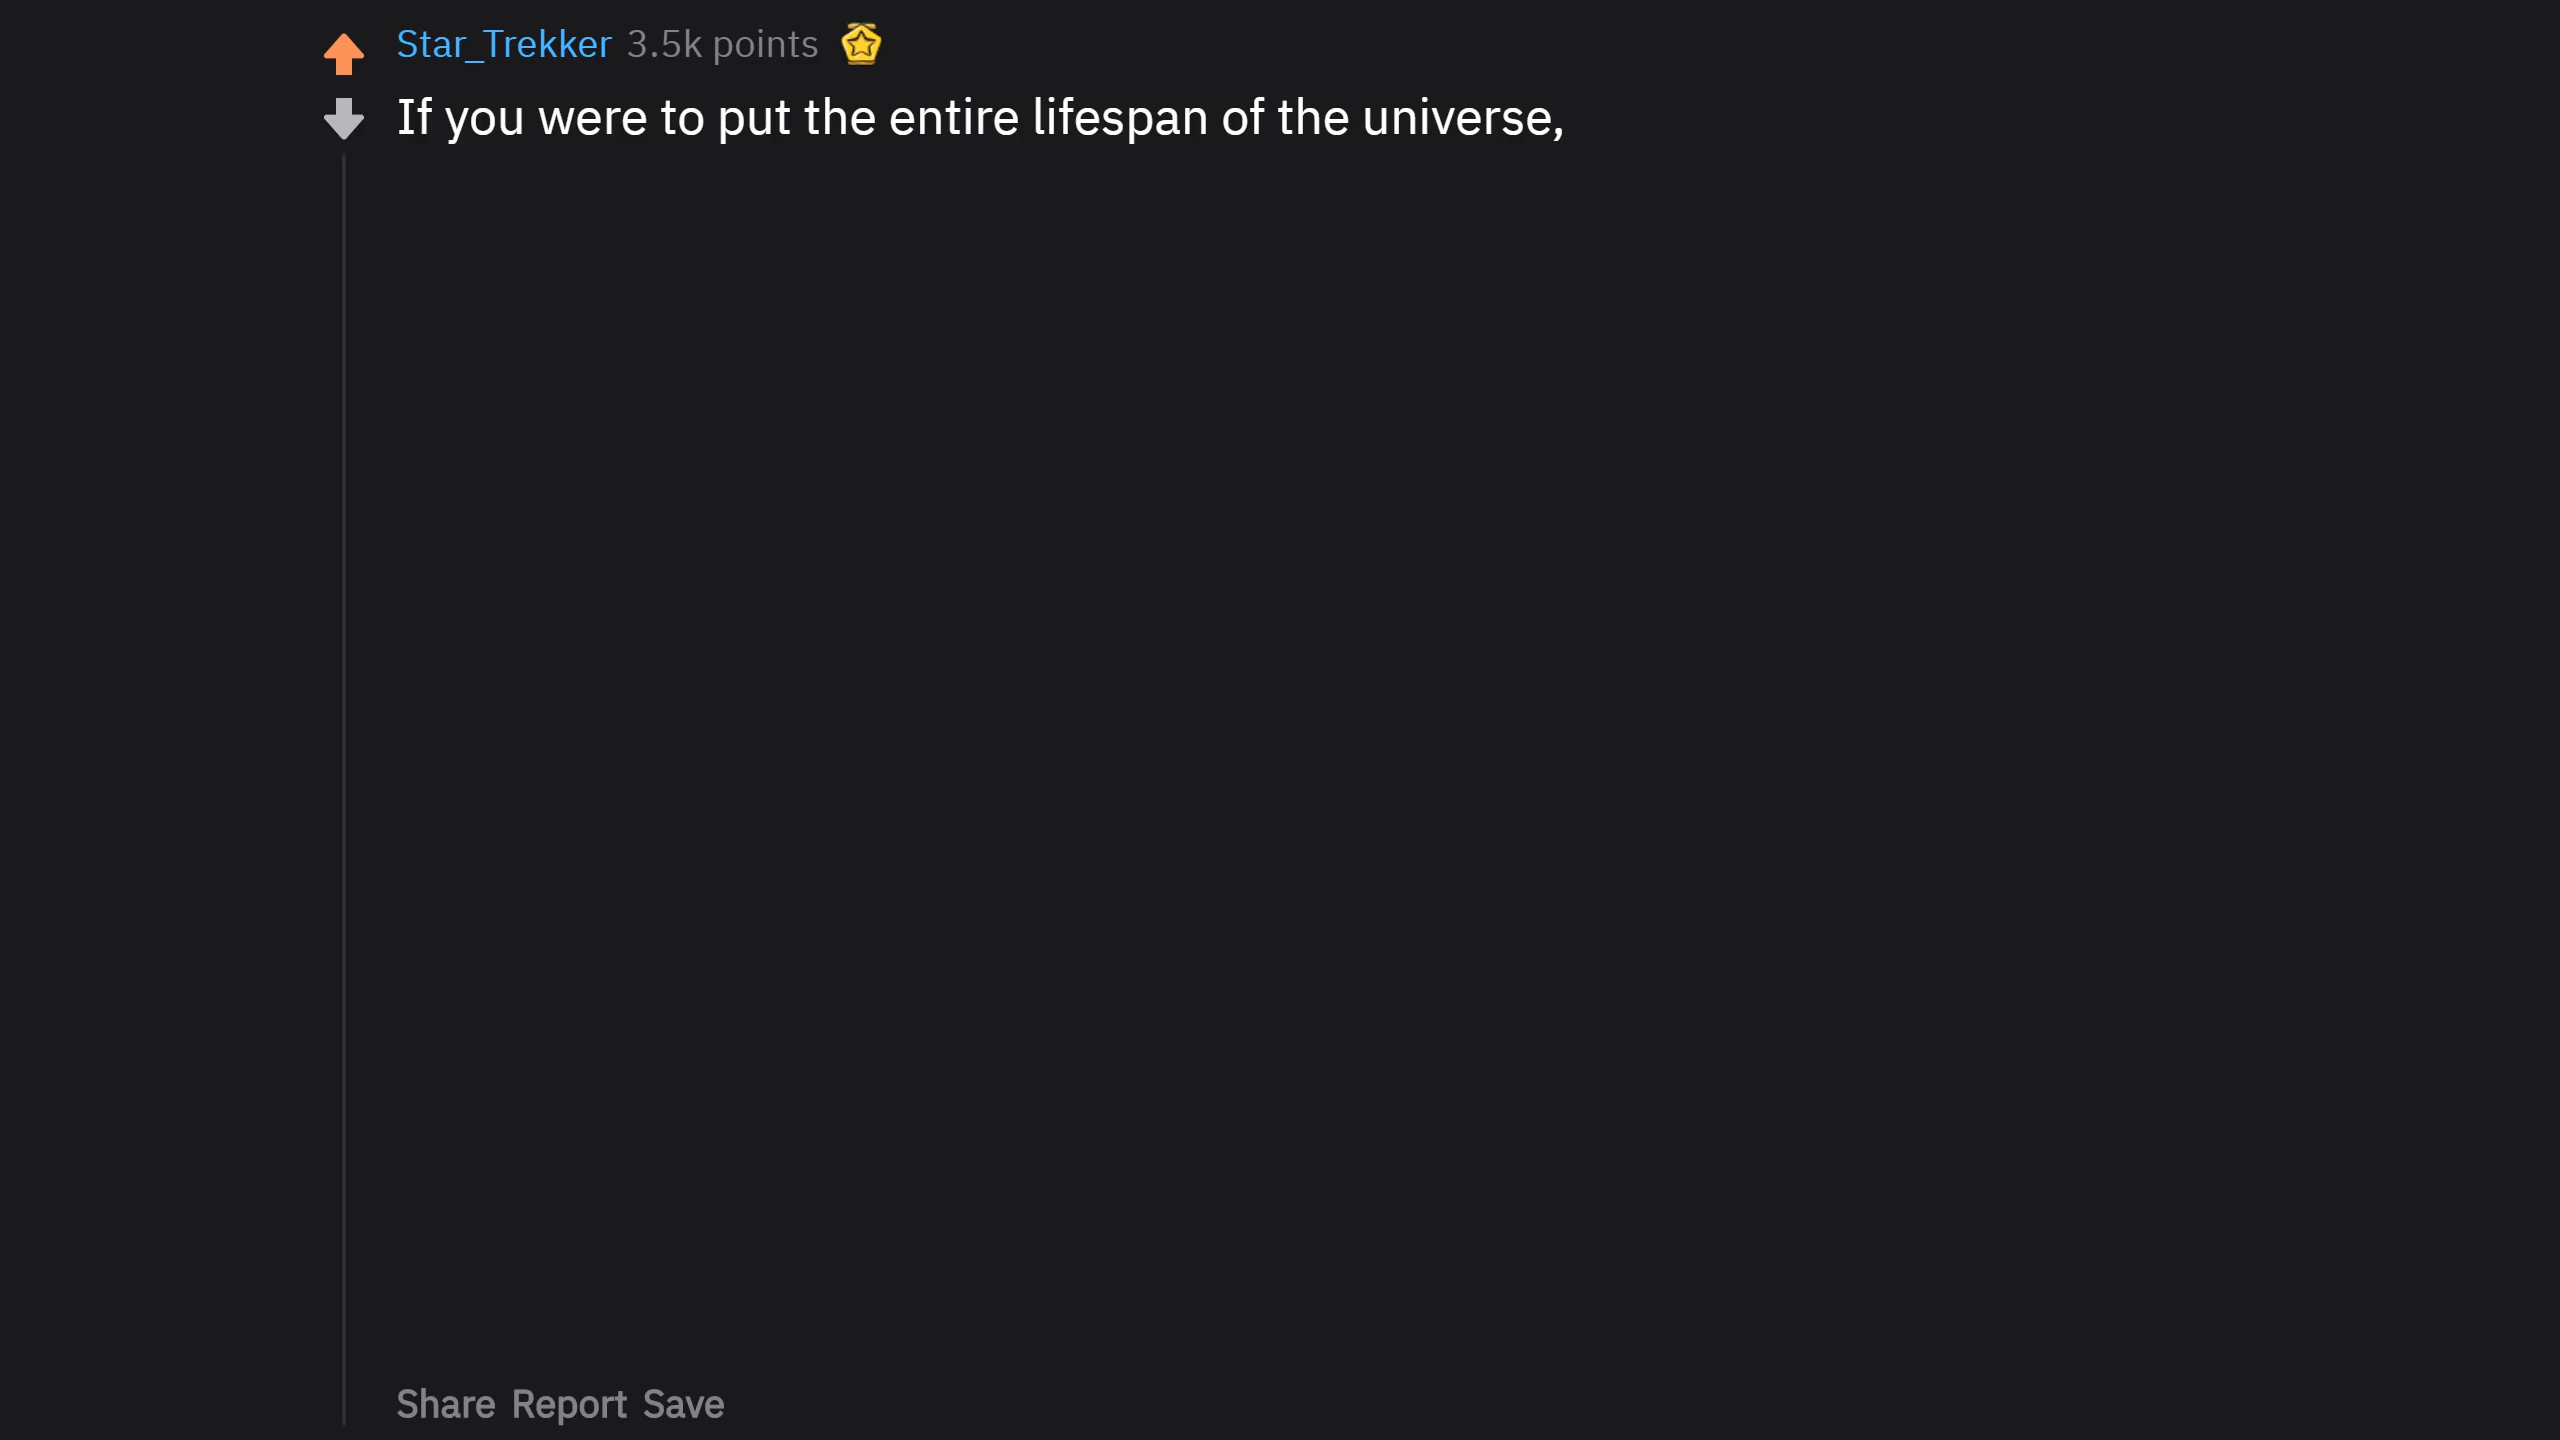 Star_Trekker 3.5k points
If you were to put the entire lifespan of the universe,
Share Report Save